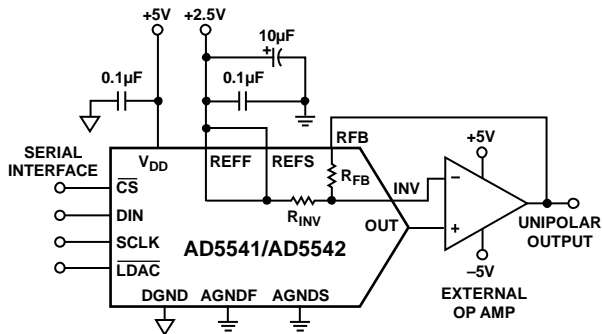 +5V
+2.5V
10µF
+
0.1µF
0.1µF
RFB
+5V
SERIAL
INTERFACE
VDD
REFF
REFS
RFB
INV
CS
RINV
OUT
DIN
SCLK
LDAC
AD5541/AD5542
–
+
UNIPOLAR
OUTPUT
–5V
DGND
AGNDF
AGNDS
EXTERNAL
OP AMP